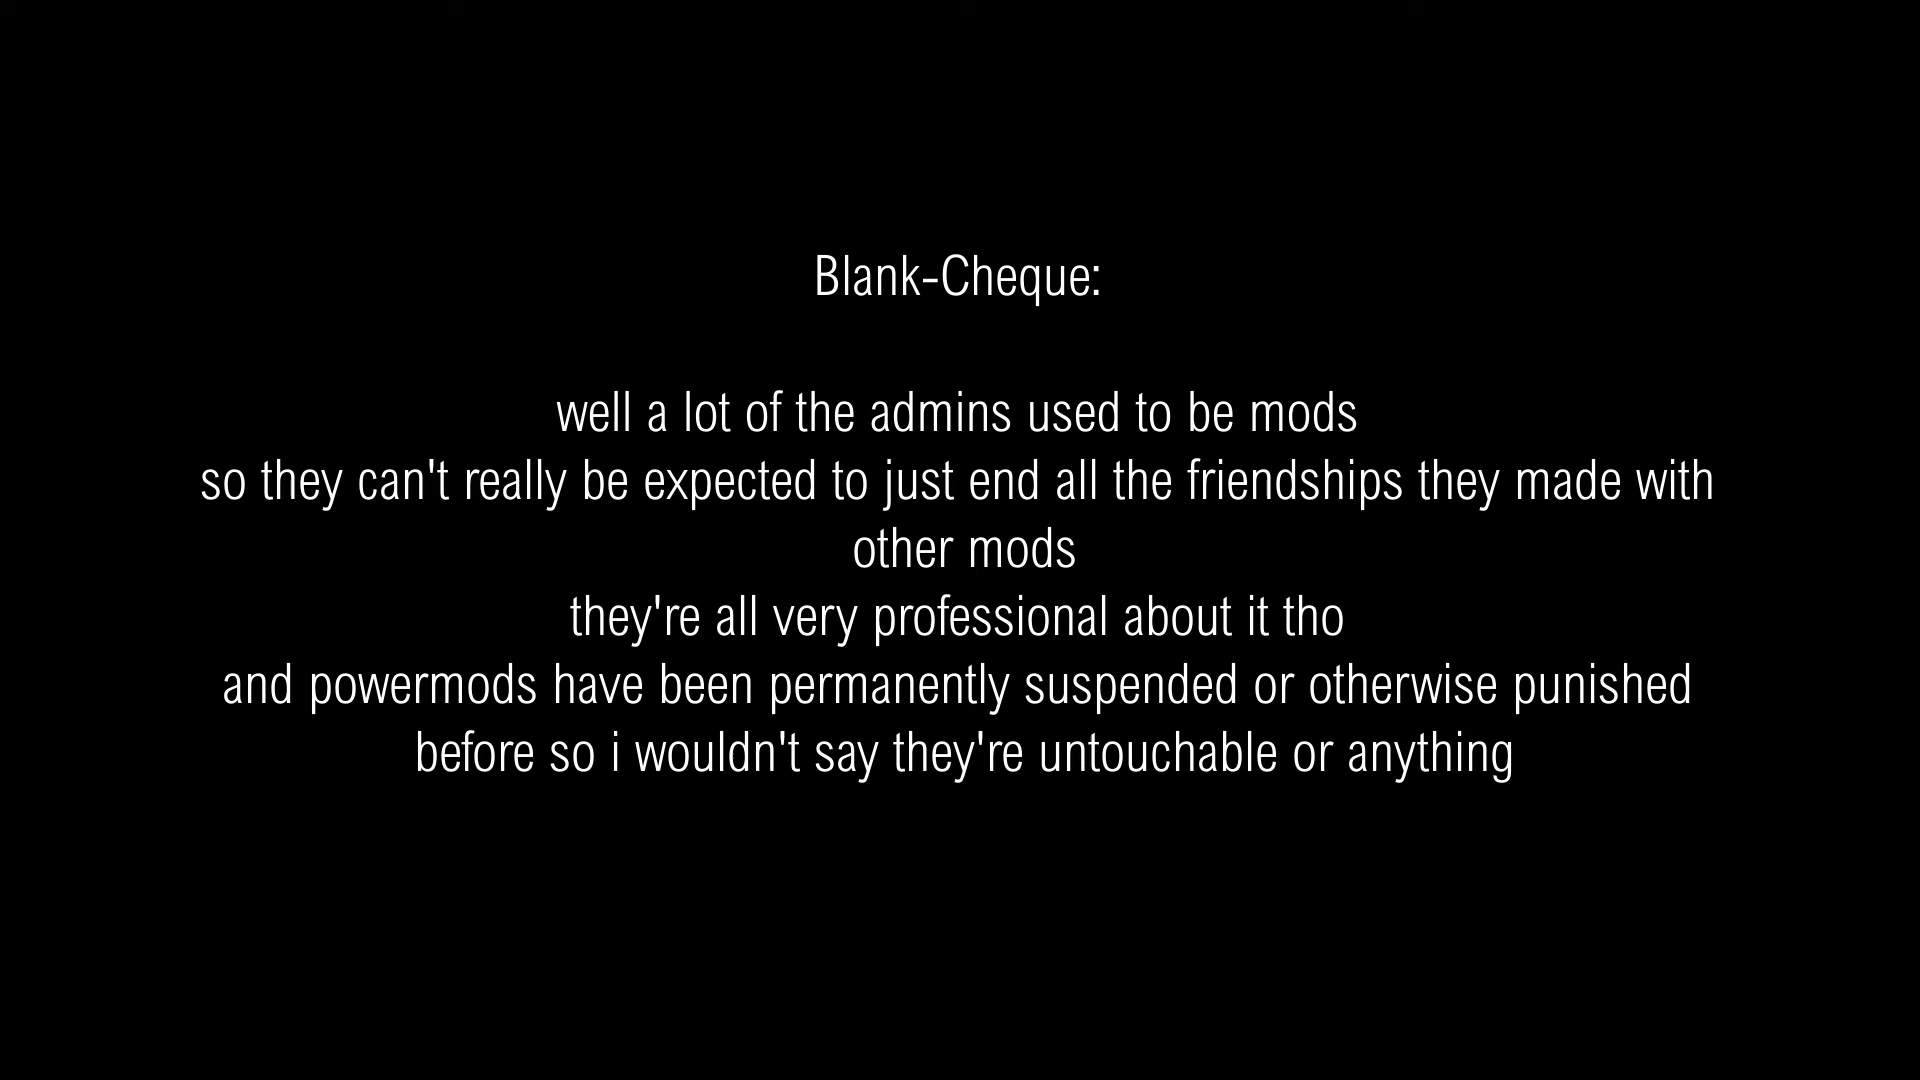 Blank-Cheque:
well a lot of the admins used to be mods
so they can't really be expected to just end all the friendships they made with
other mods
they're all very professional about it tho
and powermods have been permanently suspended or otherwise punished
before so i wouldn't say they're untouchable or anything